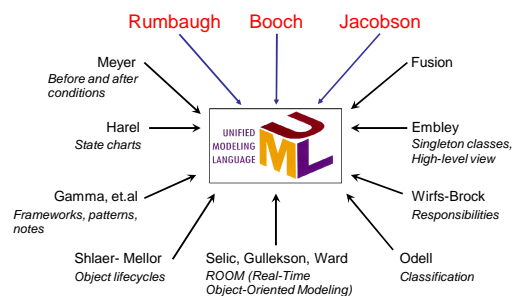 Rumbaugh Booch Jacobson
Meyer
Before and after
conditions
Fusion
Harel
State charts
UNIFIED
MODELING
LANGUAGE
UML
Embley
Singleton classes,
High-level view
Gamma, et.al
Frameworks, patterns,
notes
Wirfs-Brock
Responsibilities
Shlaer- Mellor
Object lifecycles
Selic, Gullekson, Ward
ROOM (Real-Time
Object-Oriented Modeling)
Odell
Classification